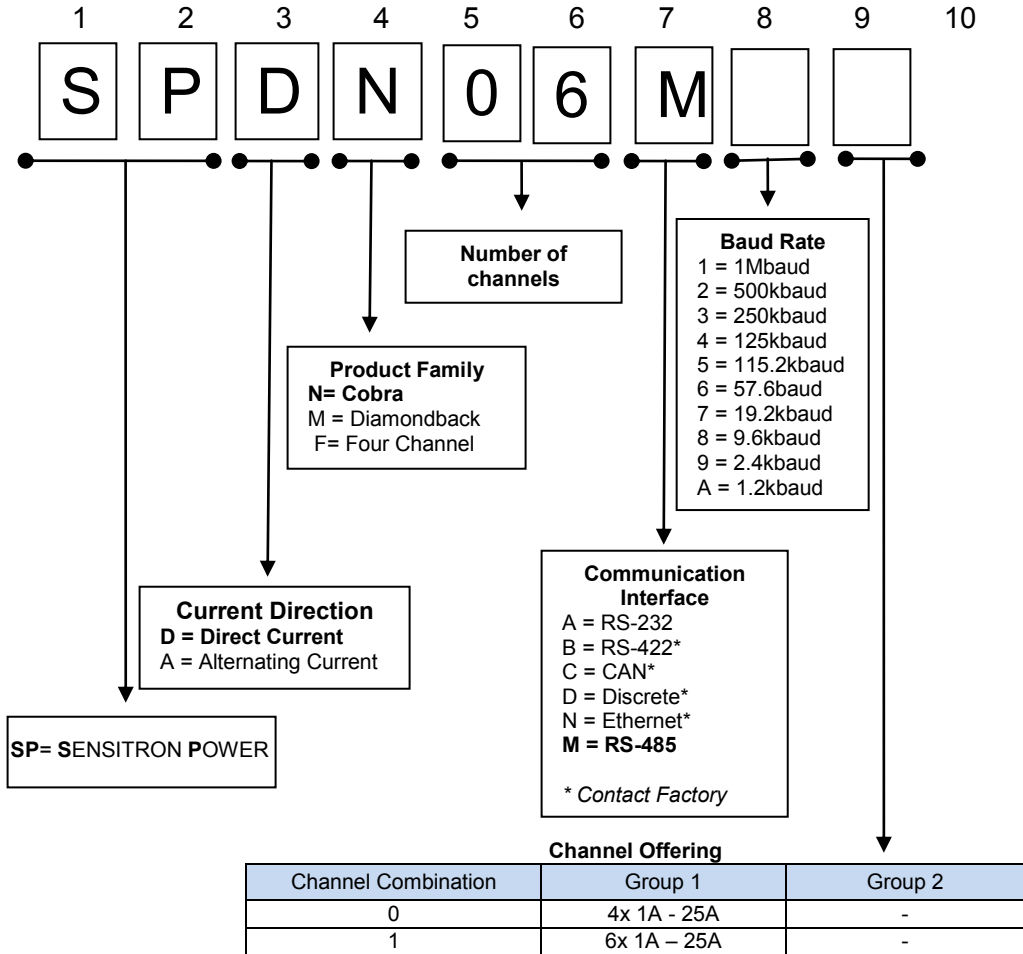 1 2 3 4 5 6 7 8 9 10
S P D N 0 6 M
Number of
channels
Baud Rate
1 = 1Mbaud
2 = 500kbaud
3 = 250kbaud
4 = 125kbaud
5 = 115.2kbaud
6 = 57.6baud
7 = 19.2kbaud
8 = 9.6kbaud
9 = 2.4kbaud
A = 1.2kbaud
Product Family
N= Cobra
M = Diamondback
F= Four Channel
Communication
Interface
A = RS-232
B = RS-422*
C = CAN*
D = Discrete*
N = Ethernet*
M = RS-485
* Contact Factory
Current Direction
D = Direct Current
A = Alternating Current
SP= SENSITRON POWER
Channel Offering
Channel Combination Group 1 Group 2
0 4x 1A - 25A -
1 6x 1A – 25A -